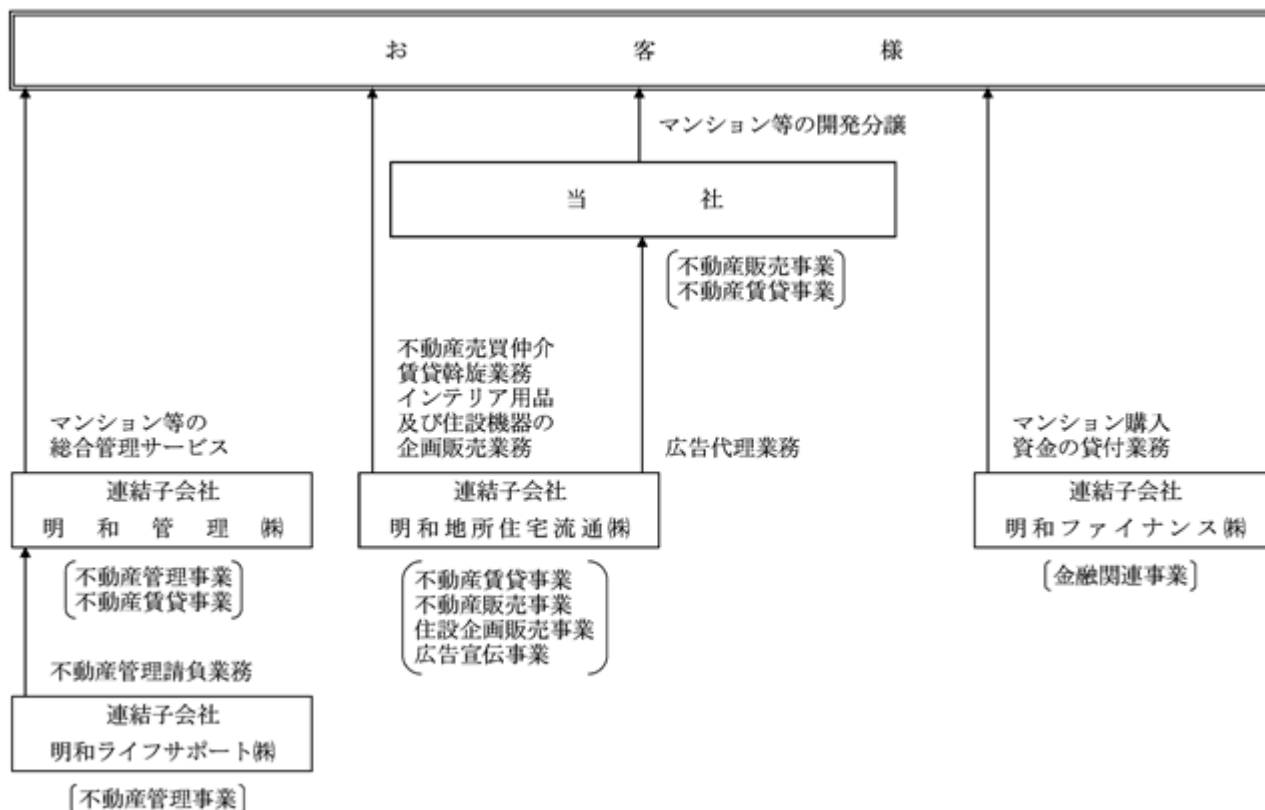 お客様
マンション等の開発分譲
当社
不動産販売事業
不動産賃貸事業
不動産売買仲介
賃貸斡旋業務
インテリア用品
及び住設機器の
企画販売業務
マンション等の
総合管理サービス
広告代理業務
マンション購入
資金の貸付業務
連結子会社
明和管理㈱
連結子会社
明和地所住宅流通㈱
連結子会社
明和ファイナンス㈱
不動産管理事業
不動産賃貸事業
不動産賃貸事業
不動産販売事業
住設企画販売事業
広告宣伝事業
金融関連事業
不動産管理請負業務
連結子会社
明和ライフサポート㈱
不動産管理事業